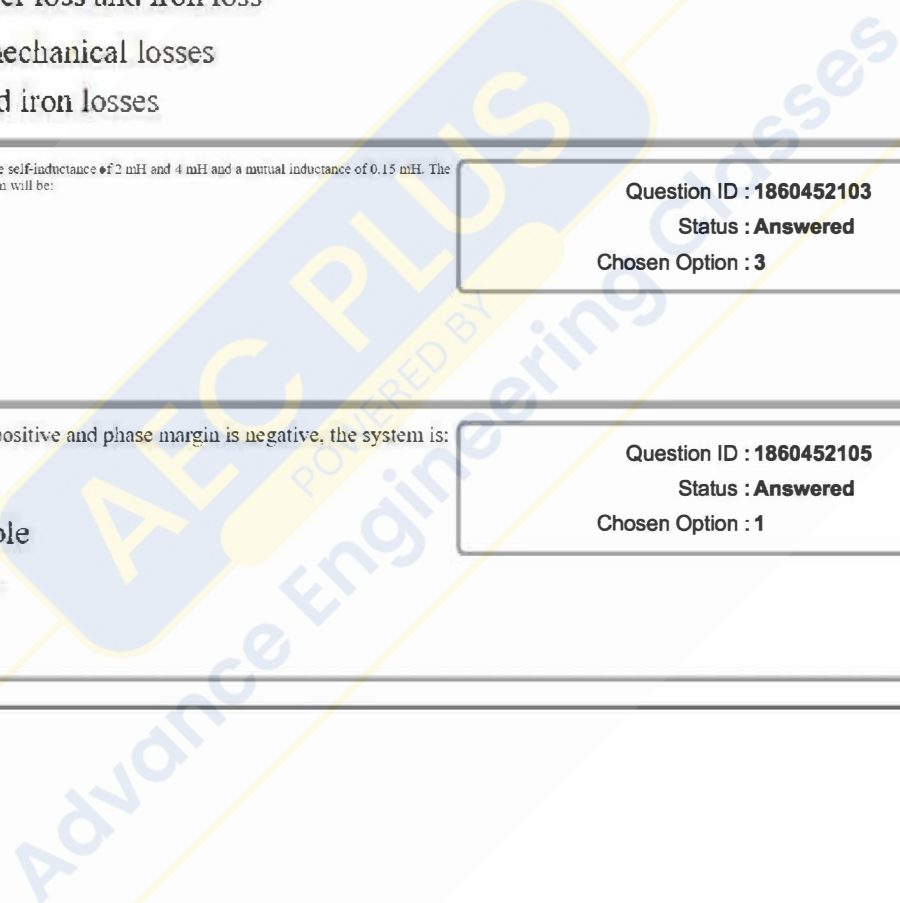 er loss and iron loss
mechanical losses
d iron losses
e self-inductance of 2 mH and 4 mH and a mutual inductance of 0.15 mH. The
n will be:
Question ID : 1860452103
Status : Answered
Chosen Option : 3
positive and phase margin is negative, the system is:
Question ID : 1860452105
Status : Answered
Chosen Option : 1
ble
AEC PLUS
POWERED BY
Advance Engineering Classes